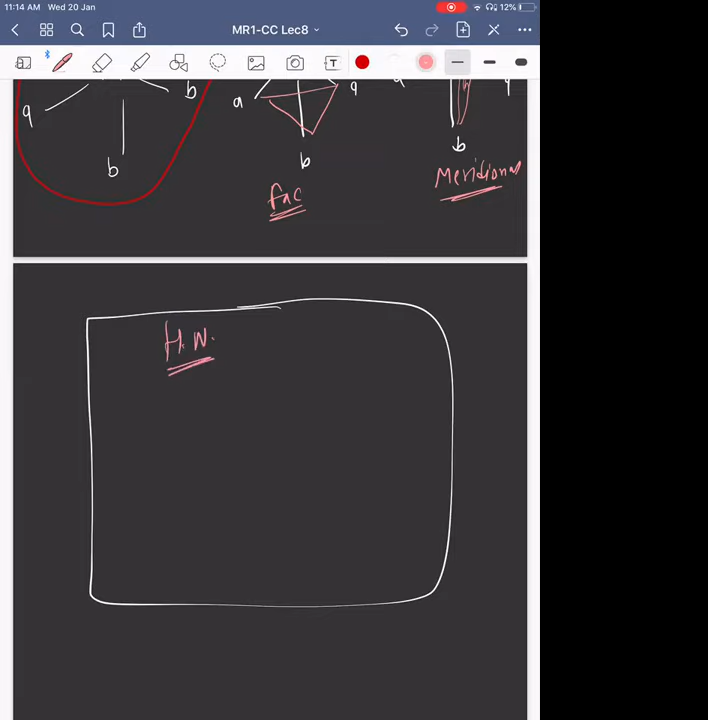 11:14 AM Wed 20 Jan
12%
MR1-CC Lec8
T
a
b
q
b
a
q
b
fac
b
Meridional
H.W.